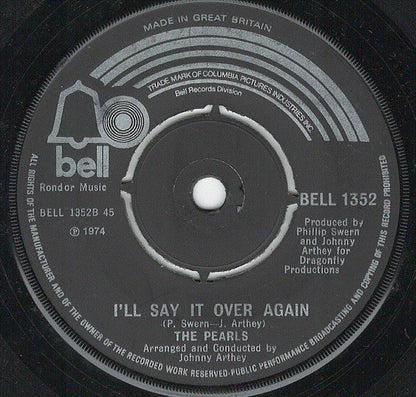 MADE IN GREAT BRITAIN
TRADE MARK OF COLUMBIA PICTURES INDUSTRIES, INC.
Bell Records Division
bell
Rondor Music
BELL 1352
BELL 1352B 45
Ⓟ 1974
Produced by
Phillip Swern
and Johnny
Arthey for
Dragonfly
Productions
I'LL SAY IT OVER AGAIN
(P. Swern—J. Arthey)
THE PEARLS
Arranged and Conducted by
Johnny Arthey
ALL RIGHTS OF THE MANUFACTURER AND OF THE OWNER OF THE RECORDED WORK RESERVED-PUBLIC PERFORMANCE BROADCASTING AND COPYING OF THIS RECORD PROHIBITED